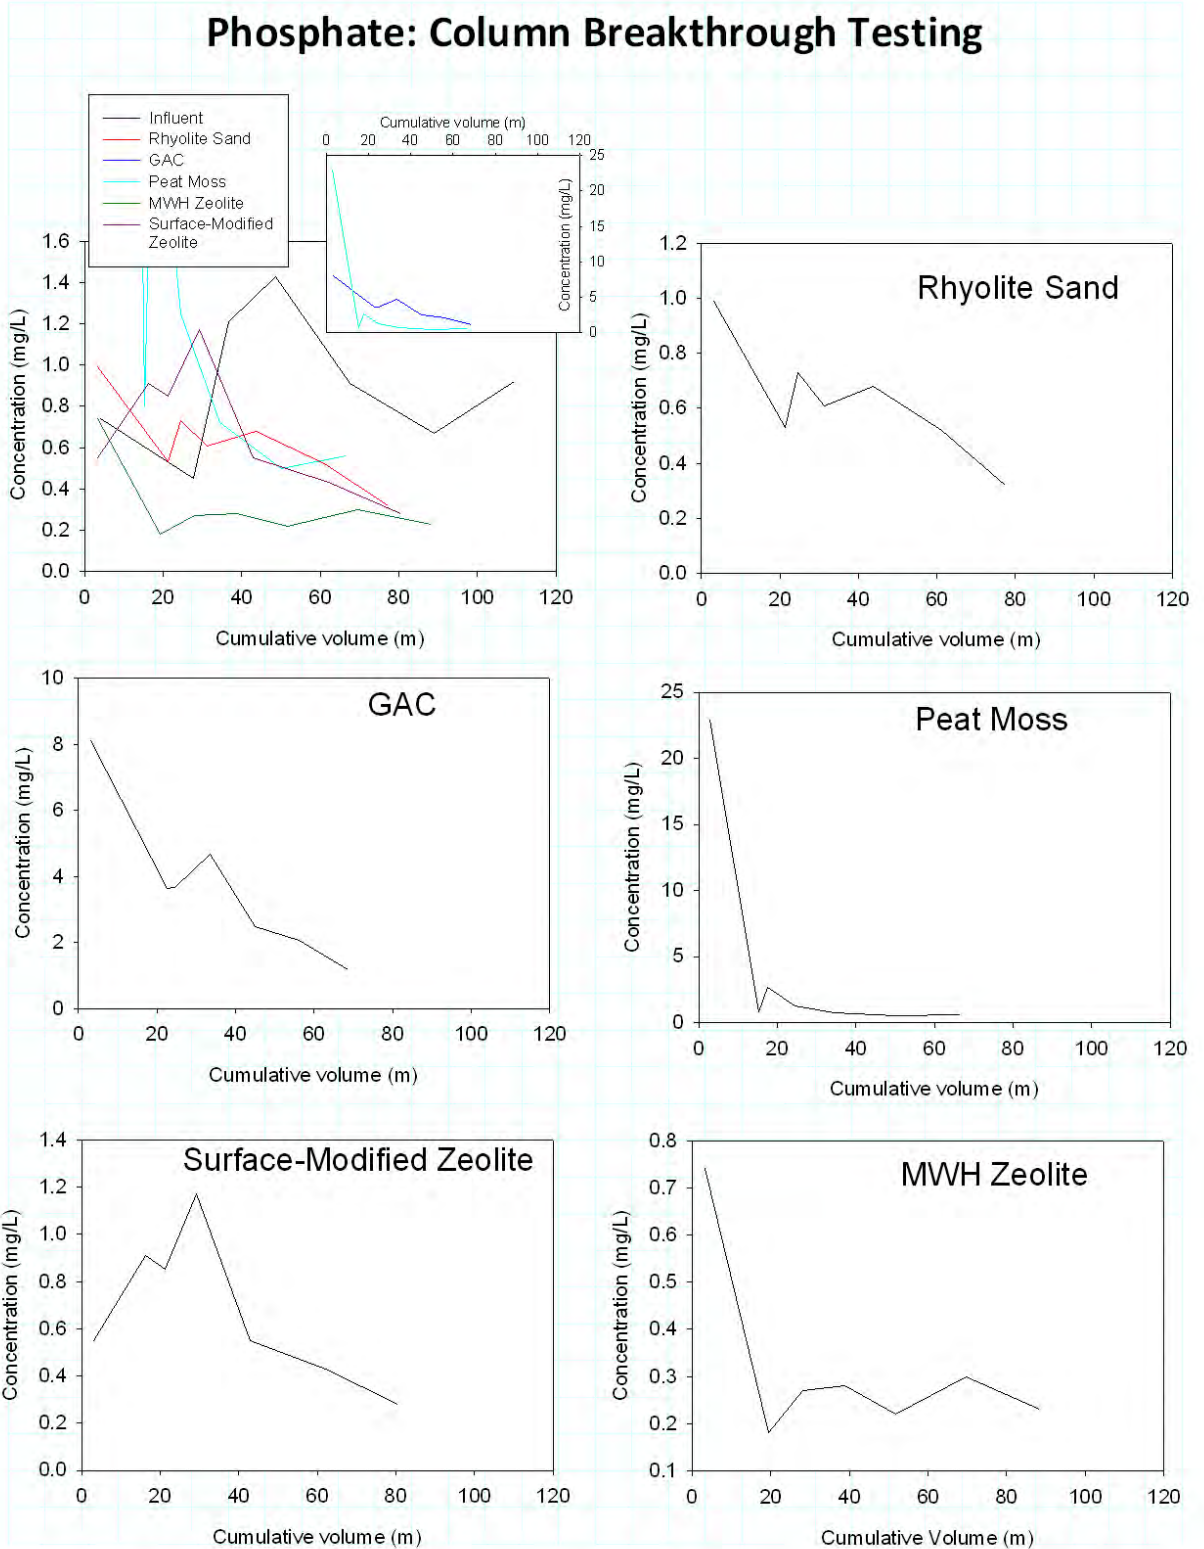 Phosphate: Column Breakthrough Testing
Influent
Rhyolite Sand
GAC
Peat Moss
MWH Zeolite
Surface-Modified
Zeolite
Cumulative volume (m)
0 20 40 60 80 100 120
25
20
15
10
5
0
Concentration (mg/L)
1.6
1.4
1.2
1.0
0.8
0.6
0.4
0.2
0.0
Concentration (mg/L)
0 20 40 60 80 100 120
Cumulative volume (m)
Rhyolite Sand
1.2
1.0
0.8
0.6
0.4
0.2
0.0
Concentration (mg/L)
0 20 40 60 80 100 120
Cumulative volume (m)
GAC
10
8
6
4
2
0
Concentration (mg/L)
0 20 40 60 80 100 120
Cumulative volume (m)
Peat Moss
25
20
15
10
5
0
Concentration (mg/L)
0 20 40 60 80 100 120
Cumulative volume (m)
Surface-Modified Zeolite
1.4
1.2
1.0
0.8
0.6
0.4
0.2
0.0
Concentration (mg/L)
0 20 40 60 80 100 120
Cumulative volume (m)
MWH Zeolite
0.8
0.7
0.6
0.5
0.4
0.3
0.2
0.1
Concentration (mg/L)
0 20 40 60 80 100 120
Cumulative Volume (m)